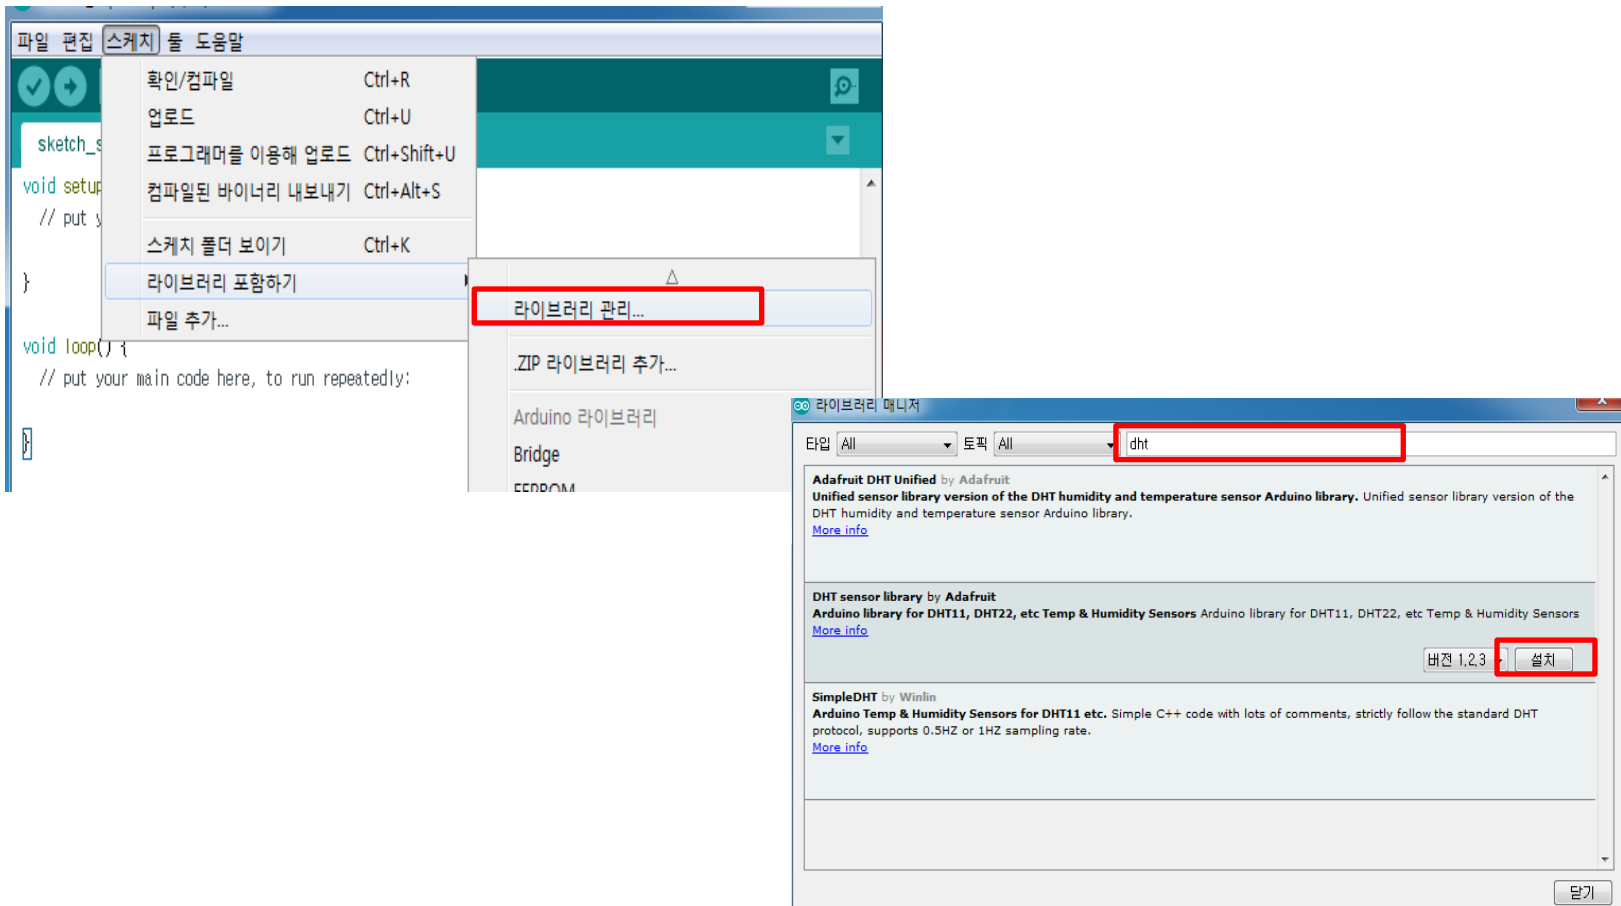 파일 편집 스케치 툴 도움말
확인/컴파일 Ctrl+R
업로드 Ctrl+U
프로그래머를 이용해 업로드 Ctrl+Shift+U
컴파일된 바이너리 내보내기 Ctrl+Alt+S
스케치 폴더 보이기 Ctrl+K
라이브러리 포함하기
파일 추가...
sketch_s
void setup
// put y
}
void loop() {
// put your main code here, to run repeatedly:
}
△
라이브러리 관리...
.ZIP 라이브러리 추가...
Arduino 라이브러리
Bridge
EEPROM
라이브러리 매니저
타입 All 토픽 All dht
Adafruit DHT Unified by Adafruit
Unified sensor library version of the DHT humidity and temperature sensor Arduino library. Unified sensor library version of the
DHT humidity and temperature sensor Arduino library.
More info
DHT sensor library by Adafruit
Arduino library for DHT11, DHT22, etc Temp & Humidity Sensors Arduino library for DHT11, DHT22, etc Temp & Humidity Sensors
More info
버전 1,2,3 설치
SimpleDHT by Winlin
Arduino Temp & Humidity Sensors for DHT11 etc. Simple C++ code with lots of comments, strictly follow the standard DHT
protocol, supports 0.5HZ or 1HZ sampling rate.
More info
닫기